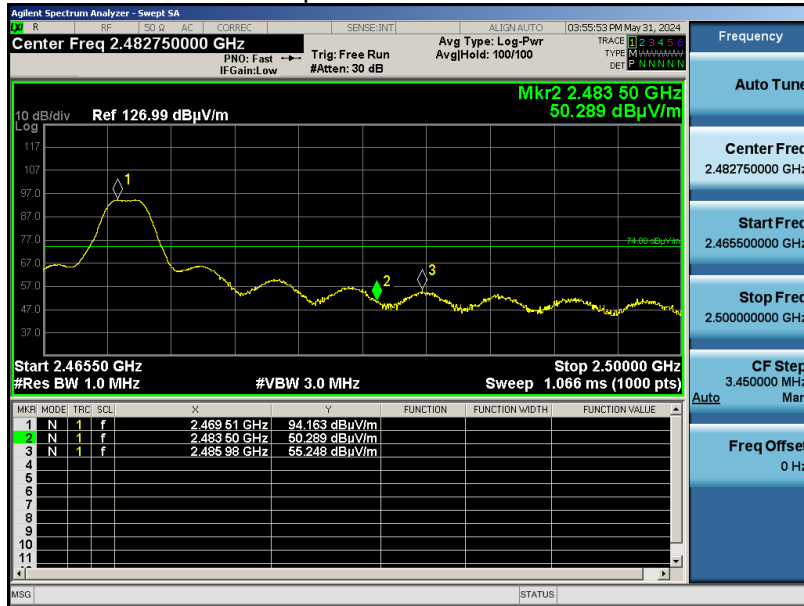 Agilent Spectrum Analyzer - Swept SA
LXI R RF 50 Ω AC CORREC SENSE:INT ALIGN AUTO 03:55:53 PM May 31, 2024
Center Freq 2.482750000 GHz
PNO: Fast
IFGain:Low
Trig: Free Run
#Atten: 30 dB
Avg Type: Log-Pwr
Avg|Hold: 100/100
TRACE 1 2 3 4 5 6
TYPE M
DET P N N N N N
Mkr2 2.483 50 GHz
50.289 dBµV/m
10 dB/div Ref 126.99 dBµV/m
Log
117
107
97.0
87.0
77.0
67.0
57.0
47.0
37.0
1
2
3
74.00 dBµV/m
Start 2.46550 GHz Stop 2.50000 GHz
#Res BW 1.0 MHz #VBW 3.0 MHz Sweep 1.066 ms (1000 pts)
MKR MODE TRC SCL X Y FUNCTION FUNCTION WIDTH FUNCTION VALUE
1 N 1 f 2.469 51 GHz 94.163 dBµV/m
2 N 1 f 2.483 50 GHz 50.289 dBµV/m
3 N 1 f 2.485 98 GHz 55.248 dBµV/m
4
5
6
7
8
9
10
11
MSG STATUS
Frequency
Auto Tune
Center Freq
2.482750000 GHz
Start Freq
2.465500000 GHz
Stop Freq
2.500000000 GHz
CF Step
3.450000 MHz
Auto Man
Freq Offset
0 Hz